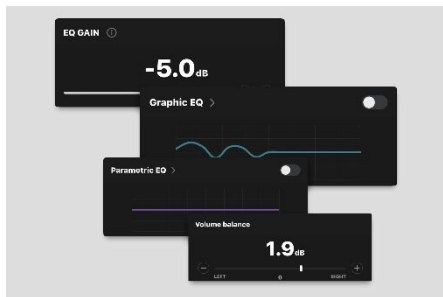 EQ GAIN
-5.0dB
Graphic EQ >
Parametric EQ >
Volume balance
1.9dB
LEFT 0 RIGHT